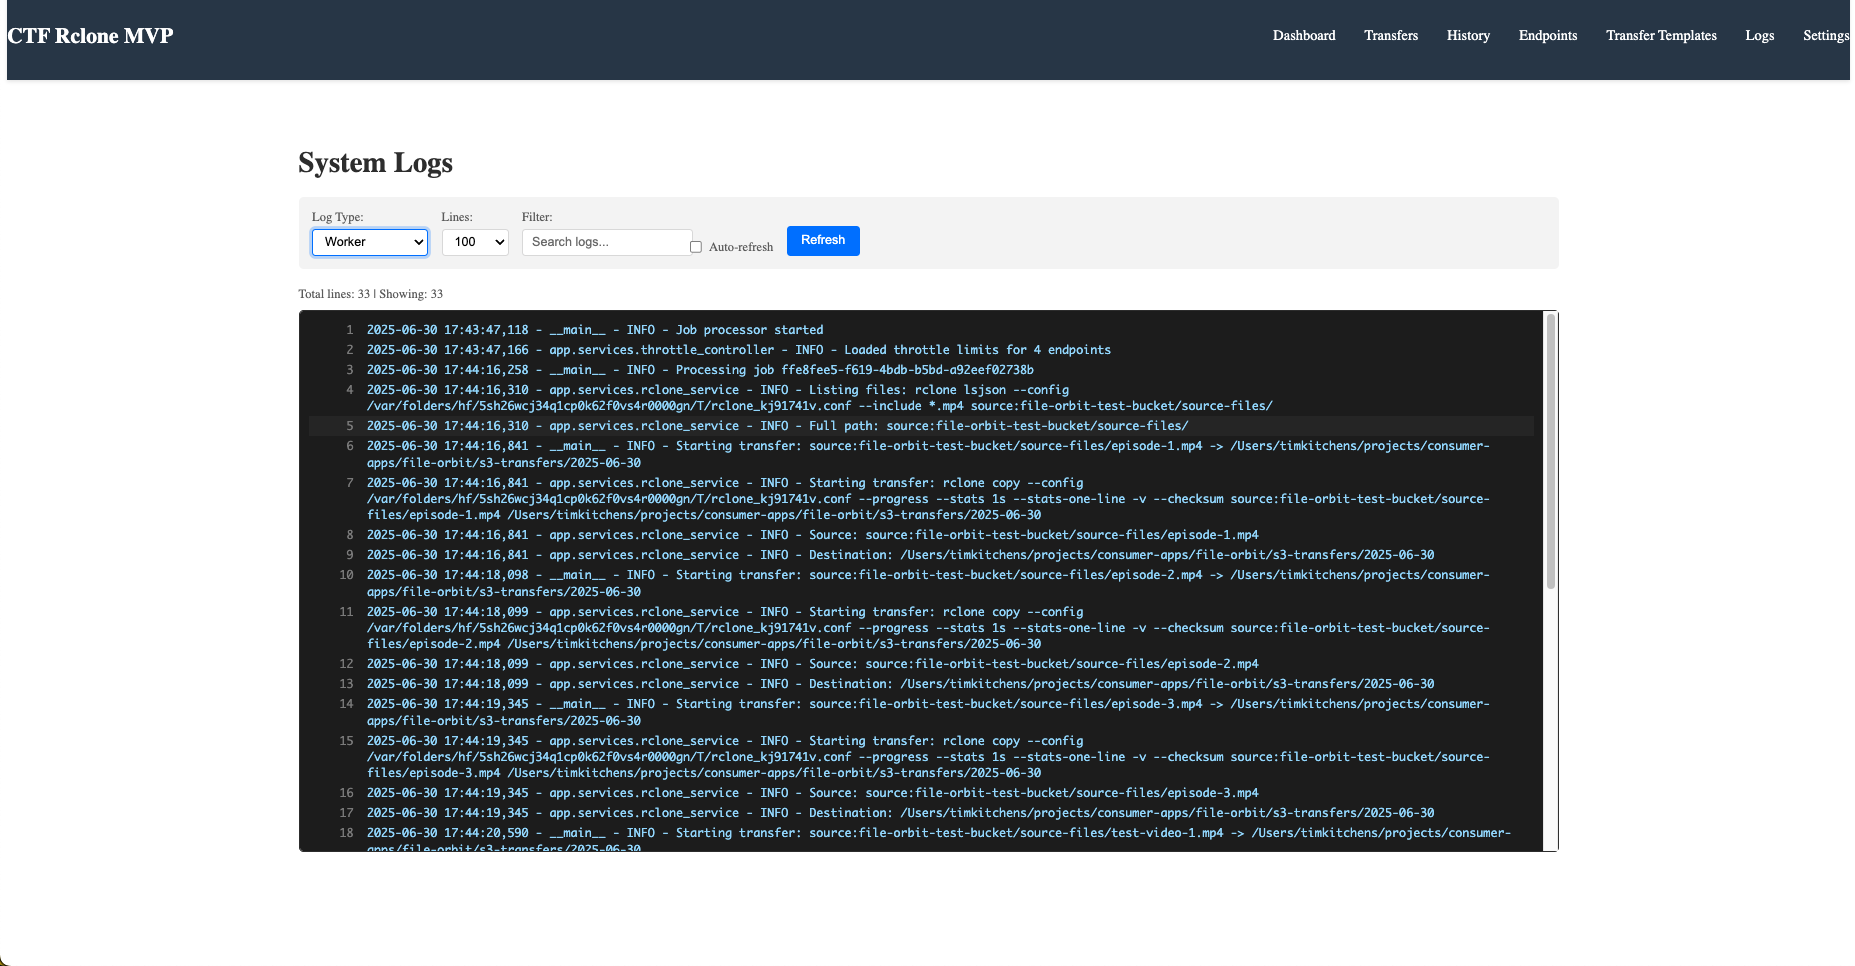 CTF Rclone MVP
Dashboard Transfers History Endpoints Transfer Templates Logs Settings
System Logs
Log Type: Lines: Filter:
Worker 100 Search logs... Auto-refresh Refresh
Total lines: 33 | Showing: 33
1 2025-06-30 17:43:47,118 - __main__ - INFO - Job processor started
2 2025-06-30 17:43:47,166 - app.services.throttle_controller - INFO - Loaded throttle limits for 4 endpoints
3 2025-06-30 17:44:16,258 - __main__ - INFO - Processing job ffe8fee5-f619-4bdb-b5bd-a92eef02738b
4 2025-06-30 17:44:16,310 - app.services.rclone_service - INFO - Listing files: rclone lsjson --config
/var/folders/hf/5sh26wcj34q1cp0k62f0vs4r0000gn/T/rclone_kj91741v.conf --include *.mp4 source:file-orbit-test-bucket/source-files/
5 2025-06-30 17:44:16,310 - app.services.rclone_service - INFO - Full path: source:file-orbit-test-bucket/source-files/
6 2025-06-30 17:44:16,841 - __main__ - INFO - Starting transfer: source:file-orbit-test-bucket/source-files/episode-1.mp4 -> /Users/timkitchens/projects/consumer-
apps/file-orbit/s3-transfers/2025-06-30
7 2025-06-30 17:44:16,841 - app.services.rclone_service - INFO - Starting transfer: rclone copy --config
/var/folders/hf/5sh26wcj34q1cp0k62f0vs4r0000gn/T/rclone_kj91741v.conf --progress --stats 1s --stats-one-line -v --checksum source:file-orbit-test-bucket/source-
files/episode-1.mp4 /Users/timkitchens/projects/consumer-apps/file-orbit/s3-transfers/2025-06-30
8 2025-06-30 17:44:16,841 - app.services.rclone_service - INFO - Source: source:file-orbit-test-bucket/source-files/episode-1.mp4
9 2025-06-30 17:44:16,841 - app.services.rclone_service - INFO - Destination: /Users/timkitchens/projects/consumer-apps/file-orbit/s3-transfers/2025-06-30
10 2025-06-30 17:44:18,098 - __main__ - INFO - Starting transfer: source:file-orbit-test-bucket/source-files/episode-2.mp4 -> /Users/timkitchens/projects/consumer-
apps/file-orbit/s3-transfers/2025-06-30
11 2025-06-30 17:44:18,099 - app.services.rclone_service - INFO - Starting transfer: rclone copy --config
/var/folders/hf/5sh26wcj34q1cp0k62f0vs4r0000gn/T/rclone_kj91741v.conf --progress --stats 1s --stats-one-line -v --checksum source:file-orbit-test-bucket/source-
files/episode-2.mp4 /Users/timkitchens/projects/consumer-apps/file-orbit/s3-transfers/2025-06-30
12 2025-06-30 17:44:18,099 - app.services.rclone_service - INFO - Source: source:file-orbit-test-bucket/source-files/episode-2.mp4
13 2025-06-30 17:44:18,099 - app.services.rclone_service - INFO - Destination: /Users/timkitchens/projects/consumer-apps/file-orbit/s3-transfers/2025-06-30
14 2025-06-30 17:44:19,345 - __main__ - INFO - Starting transfer: source:file-orbit-test-bucket/source-files/episode-3.mp4 -> /Users/timkitchens/projects/consumer-
apps/file-orbit/s3-transfers/2025-06-30
15 2025-06-30 17:44:19,345 - app.services.rclone_service - INFO - Starting transfer: rclone copy --config
/var/folders/hf/5sh26wcj34q1cp0k62f0vs4r0000gn/T/rclone_kj91741v.conf --progress --stats 1s --stats-one-line -v --checksum source:file-orbit-test-bucket/source-
files/episode-3.mp4 /Users/timkitchens/projects/consumer-apps/file-orbit/s3-transfers/2025-06-30
16 2025-06-30 17:44:19,345 - app.services.rclone_service - INFO - Source: source:file-orbit-test-bucket/source-files/episode-3.mp4
17 2025-06-30 17:44:19,345 - app.services.rclone_service - INFO - Destination: /Users/timkitchens/projects/consumer-apps/file-orbit/s3-transfers/2025-06-30
18 2025-06-30 17:44:20,590 - __main__ - INFO - Starting transfer: source:file-orbit-test-bucket/source-files/test-video-1.mp4 -> /Users/timkitchens/projects/consumer-
apps/file-orbit/s3-transfers/2025-06-30